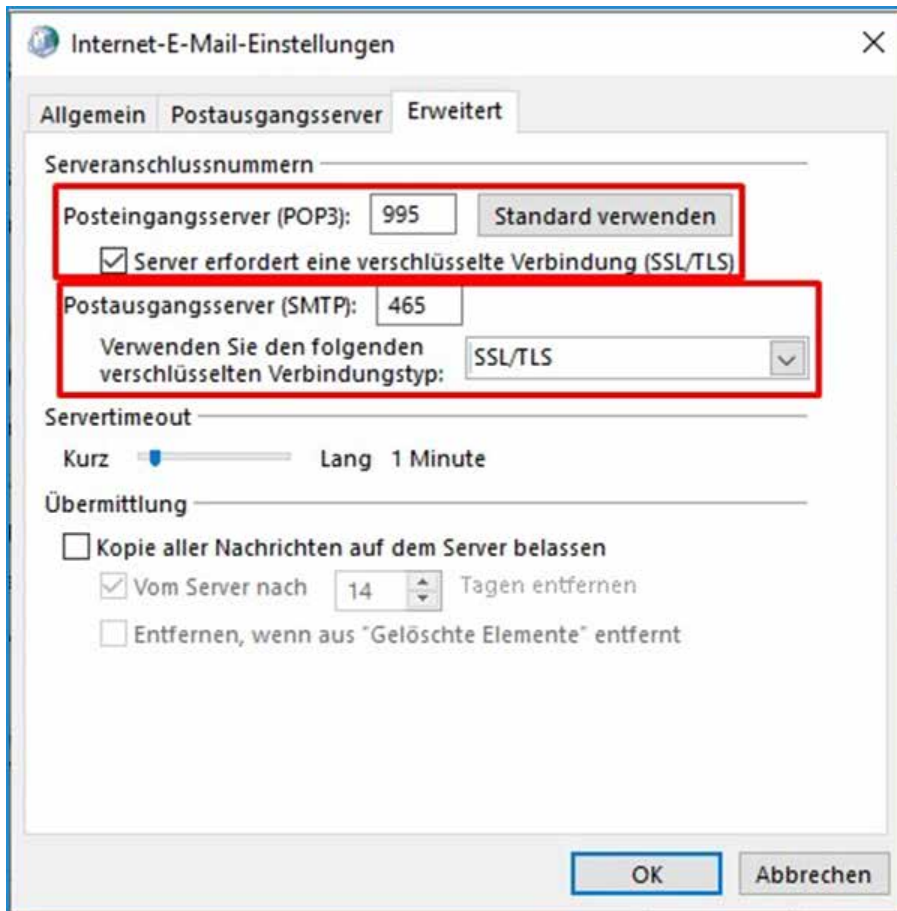 Internet-E-Mail-Einstellungen
Allgemein Postausgangsserver Erweitert
Serveranschlussnummern
Posteingangsserver (POP3): 995 Standard verwenden
Server erfordert eine verschlüsselte Verbindung (SSL/TLS)
Postausgangsserver (SMTP): 465
Verwenden Sie den folgenden
verschlüsselten Verbindungstyp: SSL/TLS
Servertimeout
Kurz Lang 1 Minute
Übermittlung
Kopie aller Nachrichten auf dem Server belassen
Vom Server nach 14 Tagen entfernen
Entfernen, wenn aus "Gelöschte Elemente" entfernt
OK Abbrechen